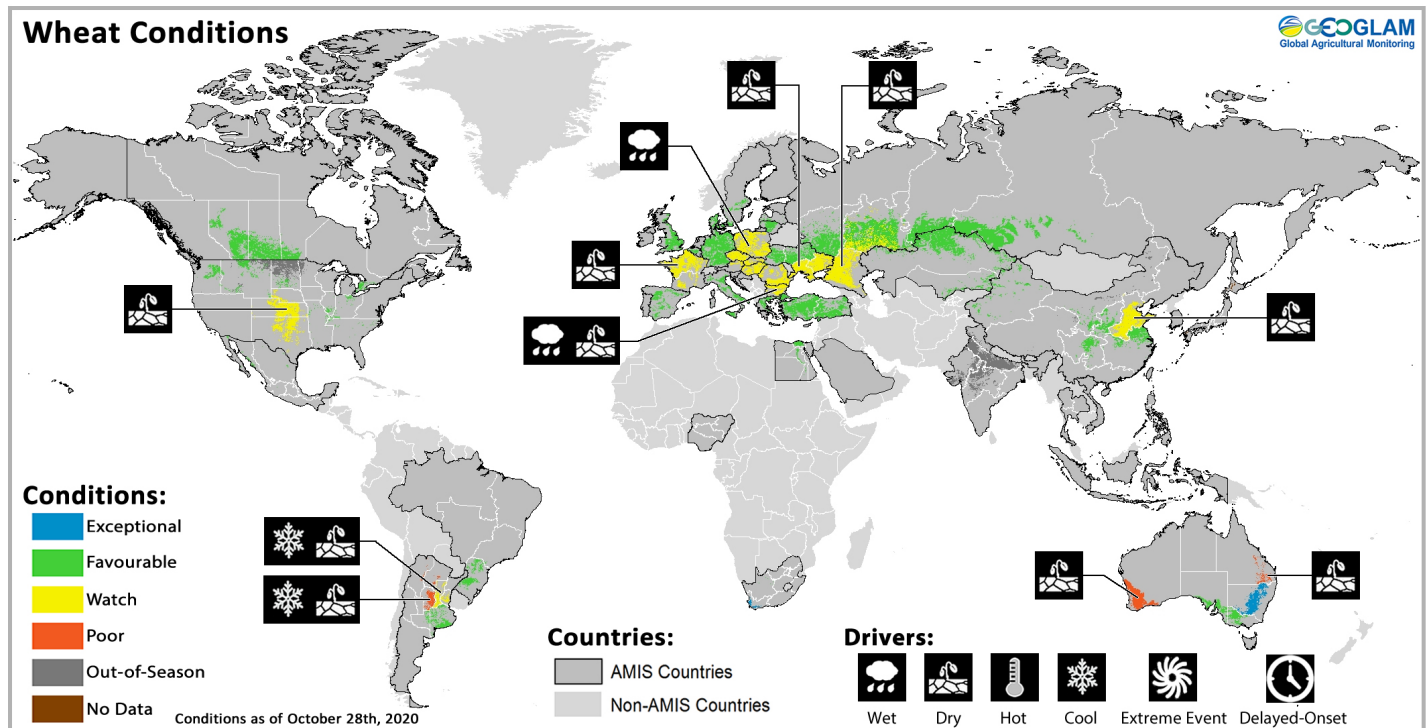 Wheat Conditions
GEOGLAM
Global Agricultural Monitoring
Conditions:
Exceptional
Favourable
Watch
Poor
Out-of-Season
No Data
Conditions as of October 28th, 2020
Countries:
AMIS Countries
Non-AMIS Countries
Drivers:
Wet
Dry
Hot
Cool
Extreme Event
Delayed-Onset